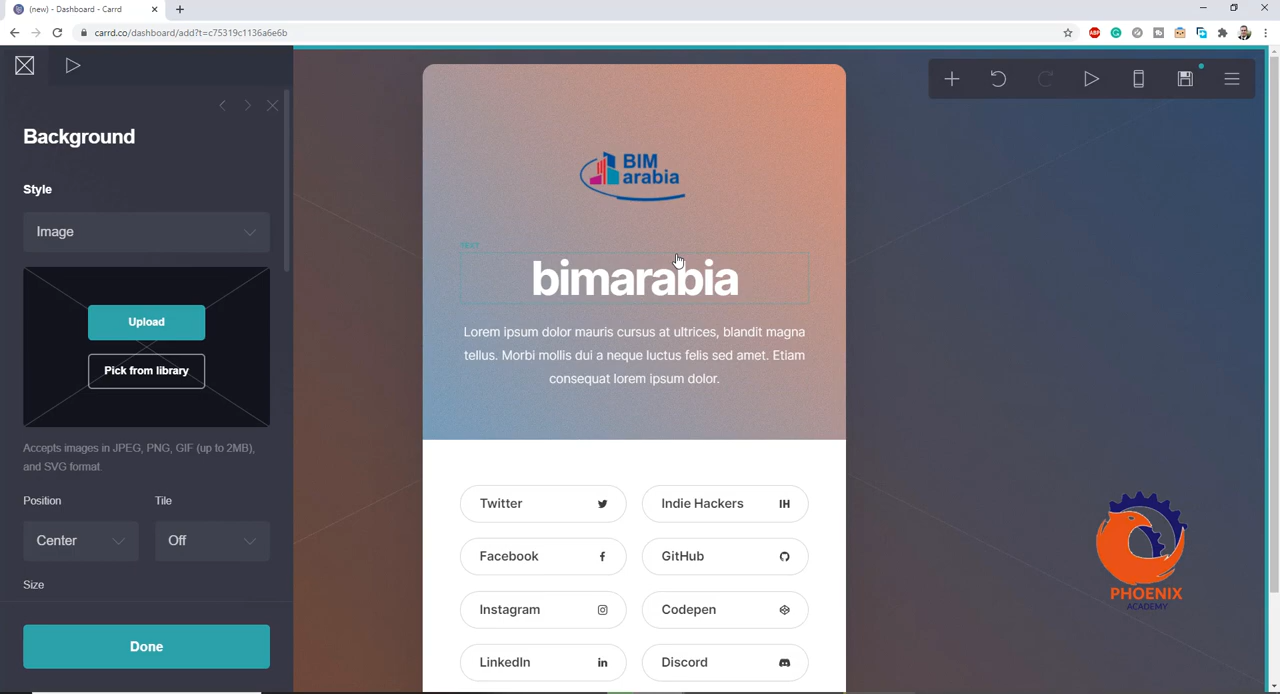 (new) - Dashboard - Carrd
carrd.co/dashboard/add?t=c75319c1136a6e6b
ABP
Background
Style
Image
Upload
Pick from library
Accepts images in JPEG, PNG, GIF (up to 2MB),
and SVG format.
Position
Tile
Center
Off
Size
Done
BIM
arabia
TEXT
bimarabia
Lorem ipsum dolor mauris cursus at ultrices, blandit magna
tellus. Morbi mollis dui a neque luctus felis sed amet. Etiam
consequat lorem ipsum dolor.
Twitter
Indie Hackers
IH
Facebook
GitHub
Instagram
Codepen
LinkedIn
in
Discord
PHOENIX
ACADEMY